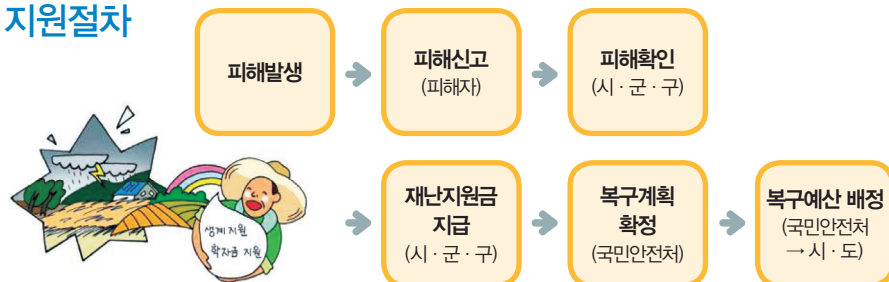 지원절차
피해발생
피해신고
(피해자)
피해확인
(시 · 군 · 구)
생계 지원
학자금 지원
재난지원금
지급
(시 · 군 · 구)
복구계획
확정
(국민안전처)
복구예산 배정
(국민안전처
→ 시 · 도)